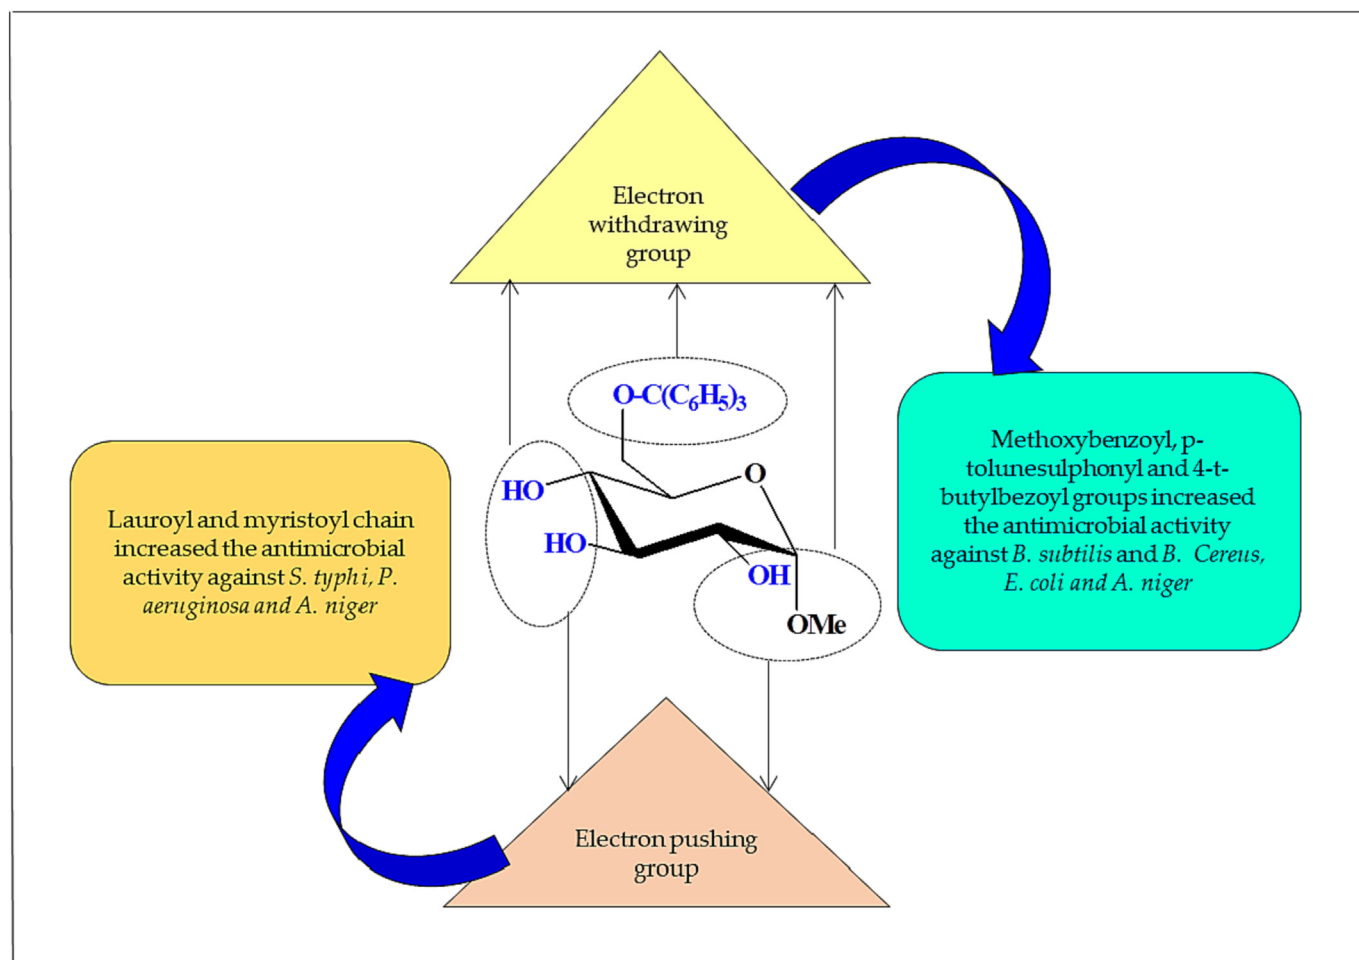 Electron
withdrawing
group
O-C(C₆H₅)₃
O
HO
HO
OH
OMe
Methoxybenzoyl, p-
tolunesulphonyl and 4-t-
butylbezoyl groups increased
the antimicrobial activity
against B. subtilis and B. Cereus,
E. coli and A. niger
Lauroyl and myristoyl chain
increased the antimicrobial
activity against S. typhi, P.
aeruginosa and A. niger
Electron pushing
group